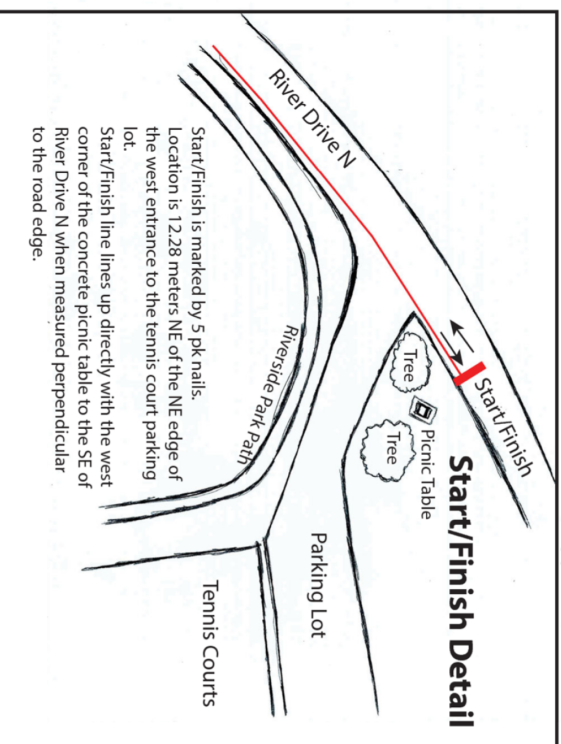 Start/Finish Detail
Start/Finish
River Drive N
Tree
Picnic Table
Tree
Parking Lot
Riverside Park Path
Tennis Courts
Start/Finish is marked by 5 pk nails.
Location is 12.28 meters NE of the NE edge of
the west entrance to the tennis court parking
lot.
Start/Finish line lines up directly with the west
corner of the concrete picnic table to the SE of
River Drive N when measured perpendicular
to the road edge.